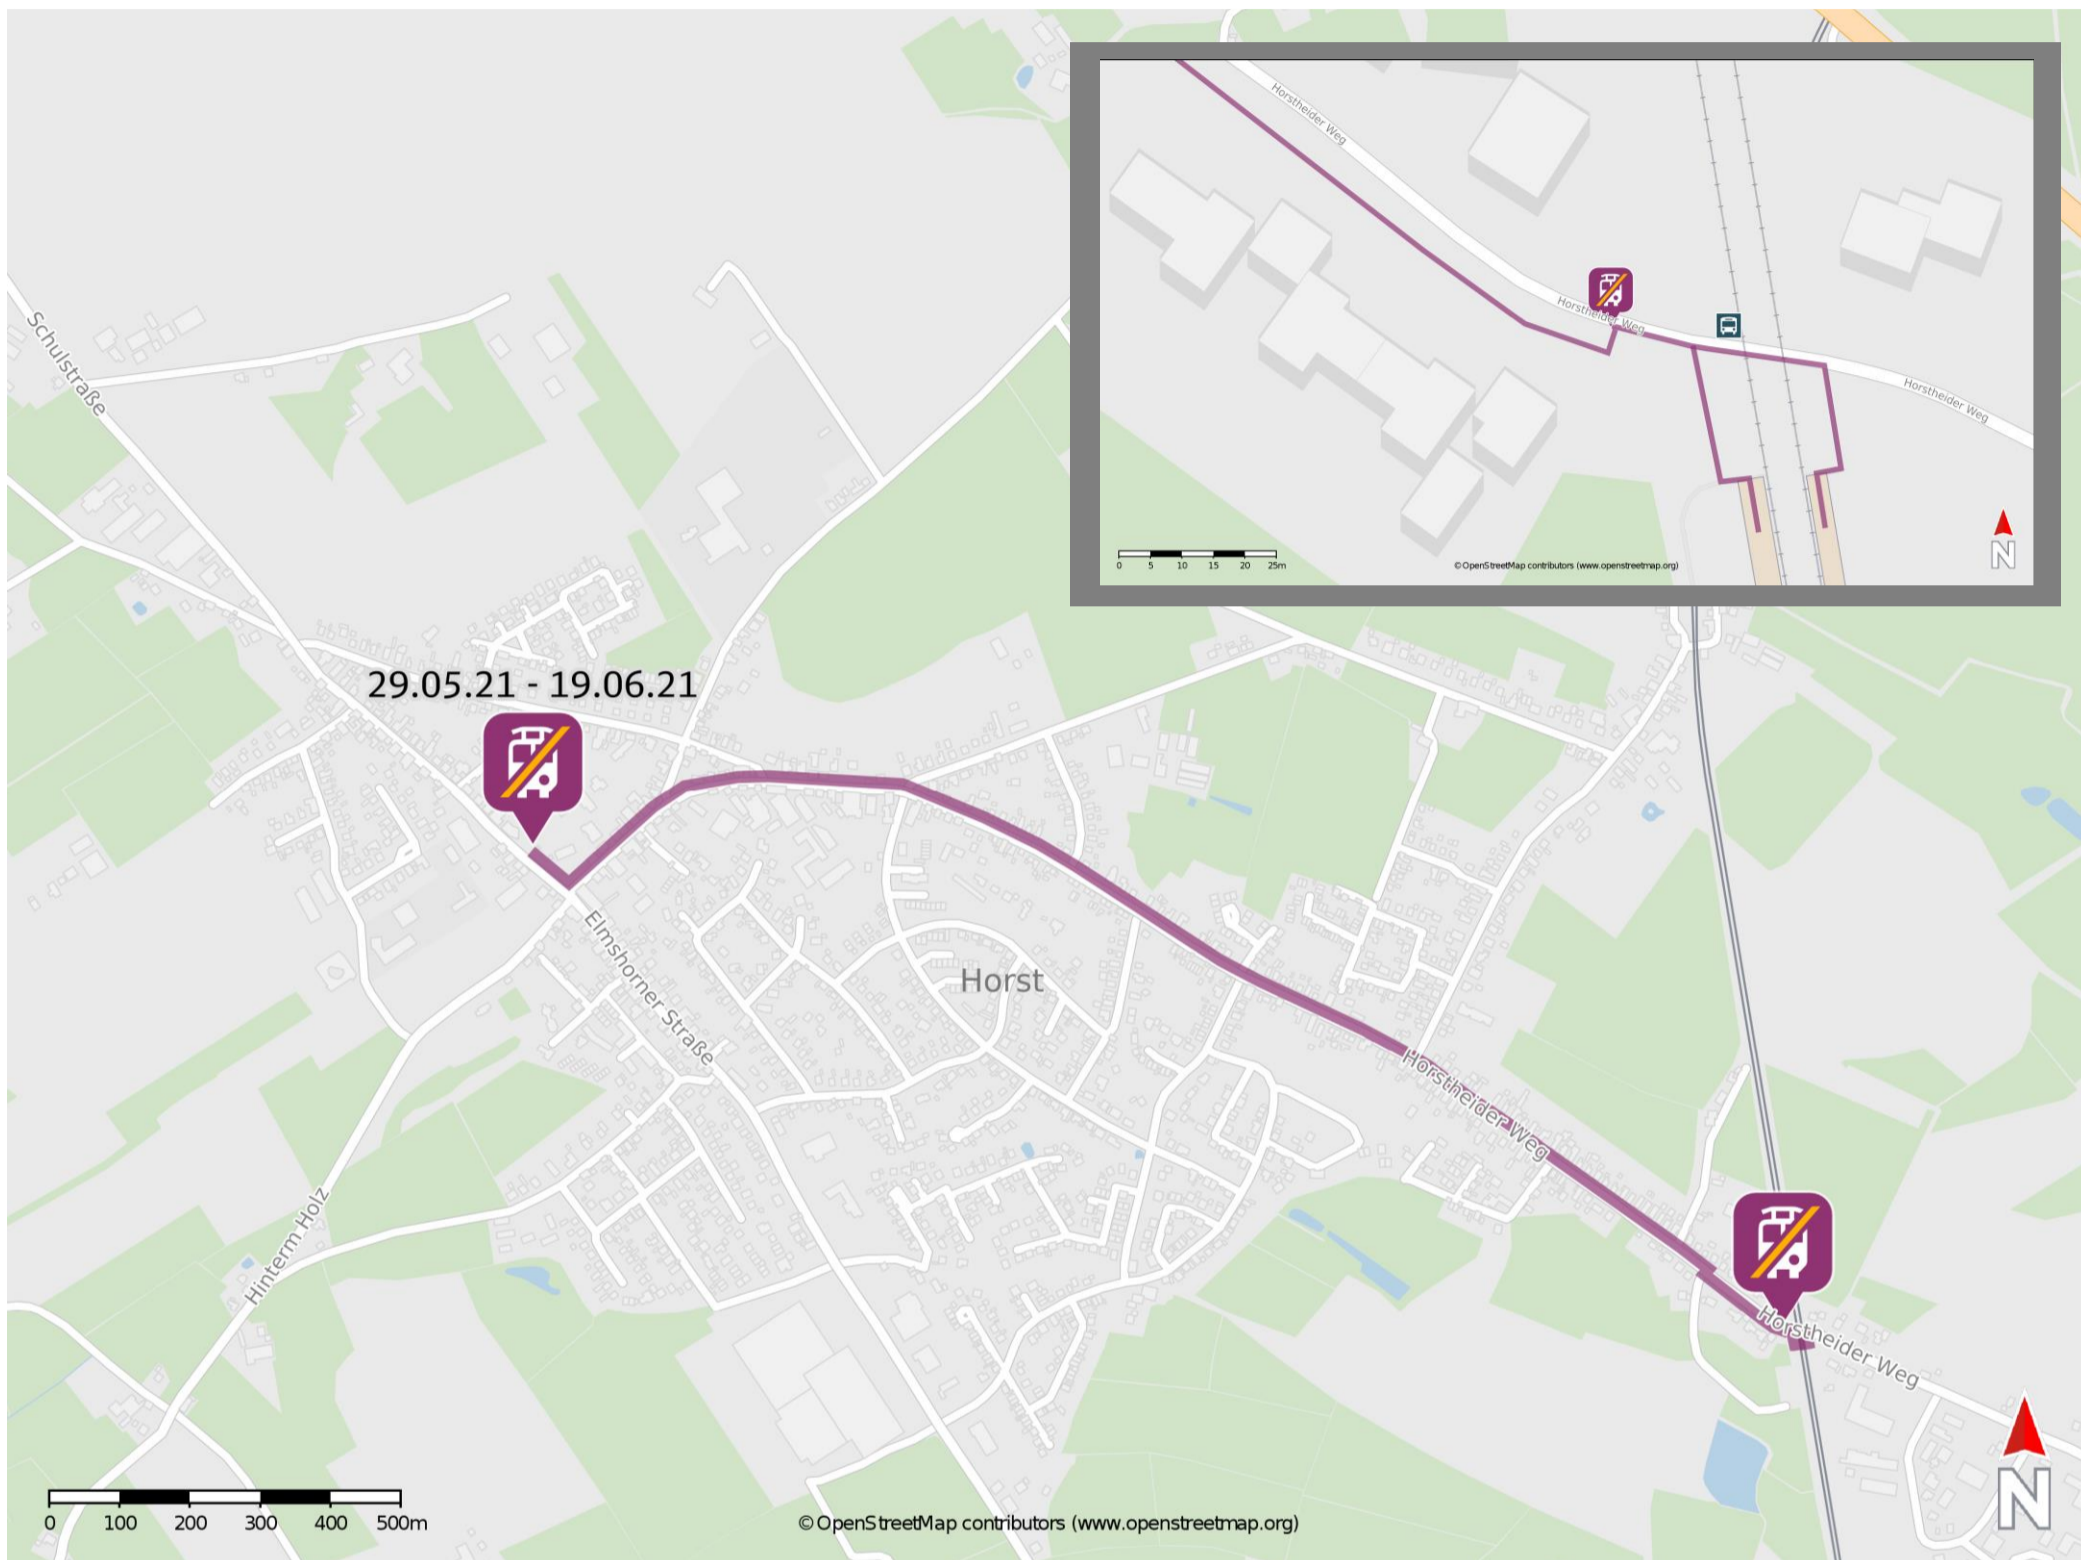 Horstheider Weg
Horstheider Weg
Horstheider Weg
0 5 10 15 20 25m
©OpenStreetMap contributors (www.openstreetmap.org)
N
Schulstraße
29.05.21 - 19.06.21
Elmshorner Straße
Horst
Horstheider Weg
Hinterm Holz
Horstheider Weg
N
0 100 200 300 400 500m
©OpenStreetMap contributors (www.openstreetmap.org)